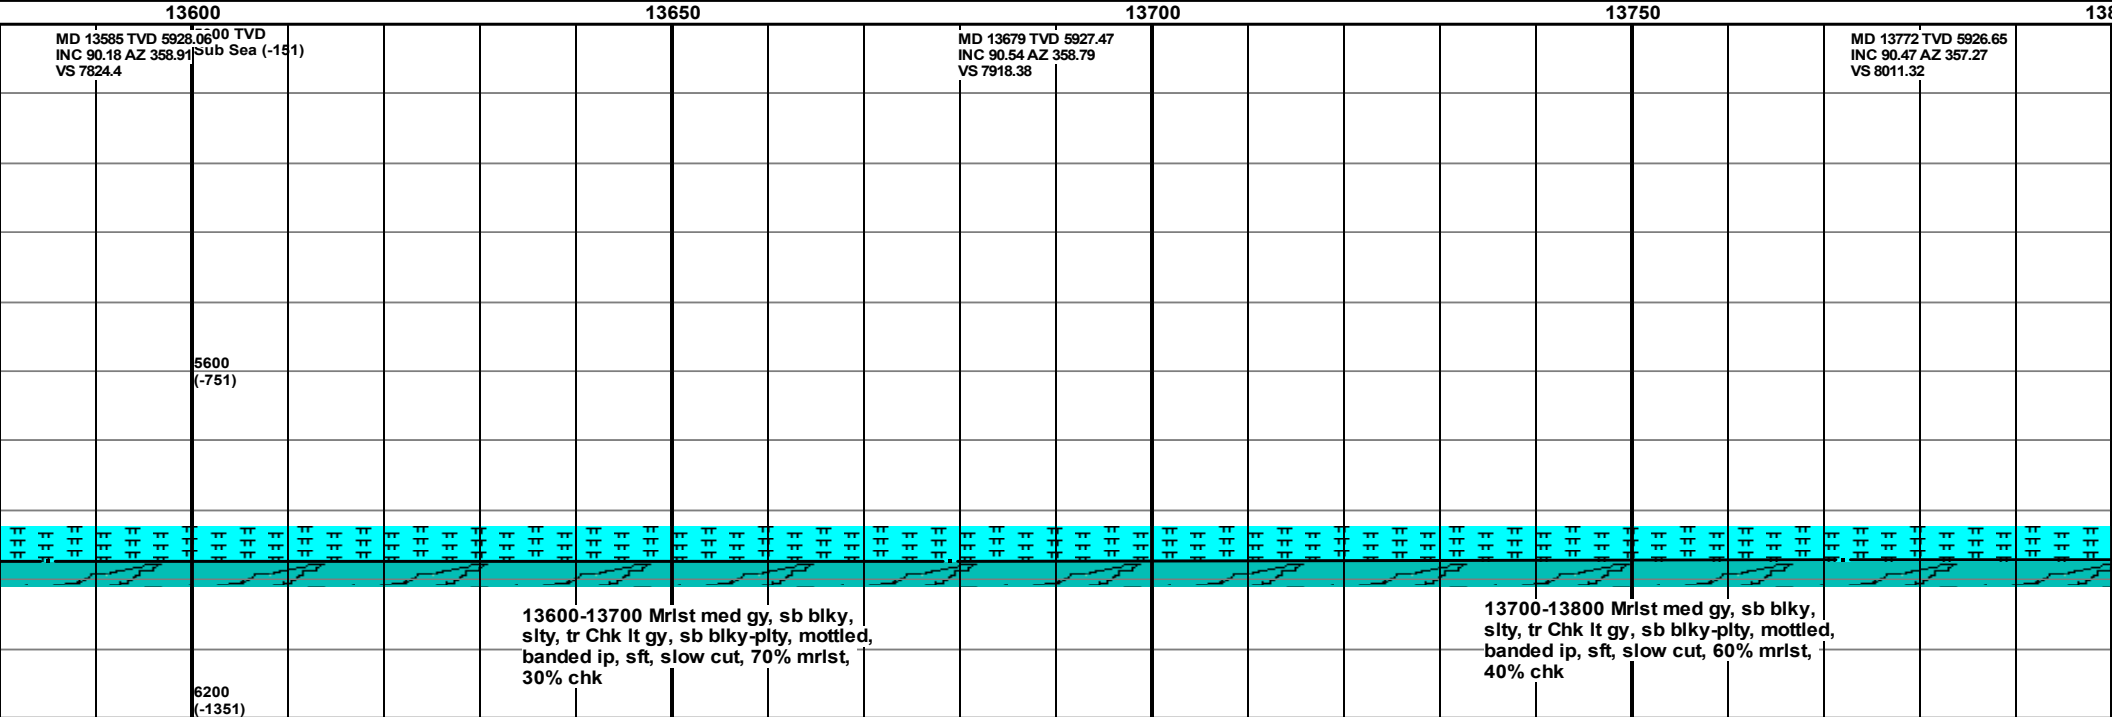 13600
13650
13700
13750
MD 13585 TVD 5928.06
INC 90.18 AZ 358.91
VS 7824.4
TVD
Sub Sea (-151)
MD 13679 TVD 5927.47
INC 90.54 AZ 358.79
VS 7918.38
MD 13772 TVD 5926.65
INC 90.47 AZ 357.27
VS 8011.32
5600
(-751)
13600-13700 Mrlst med gy, sb blky,
slty, tr Chk lt gy, sb blky-plty, mottled,
banded ip, sft, slow cut, 70% mrlst,
30% chk
13700-13800 Mrlst med gy, sb blky,
slty, tr Chk lt gy, sb blky-plty, mottled,
banded ip, sft, slow cut, 60% mrlst,
40% chk
6200
(-1351)